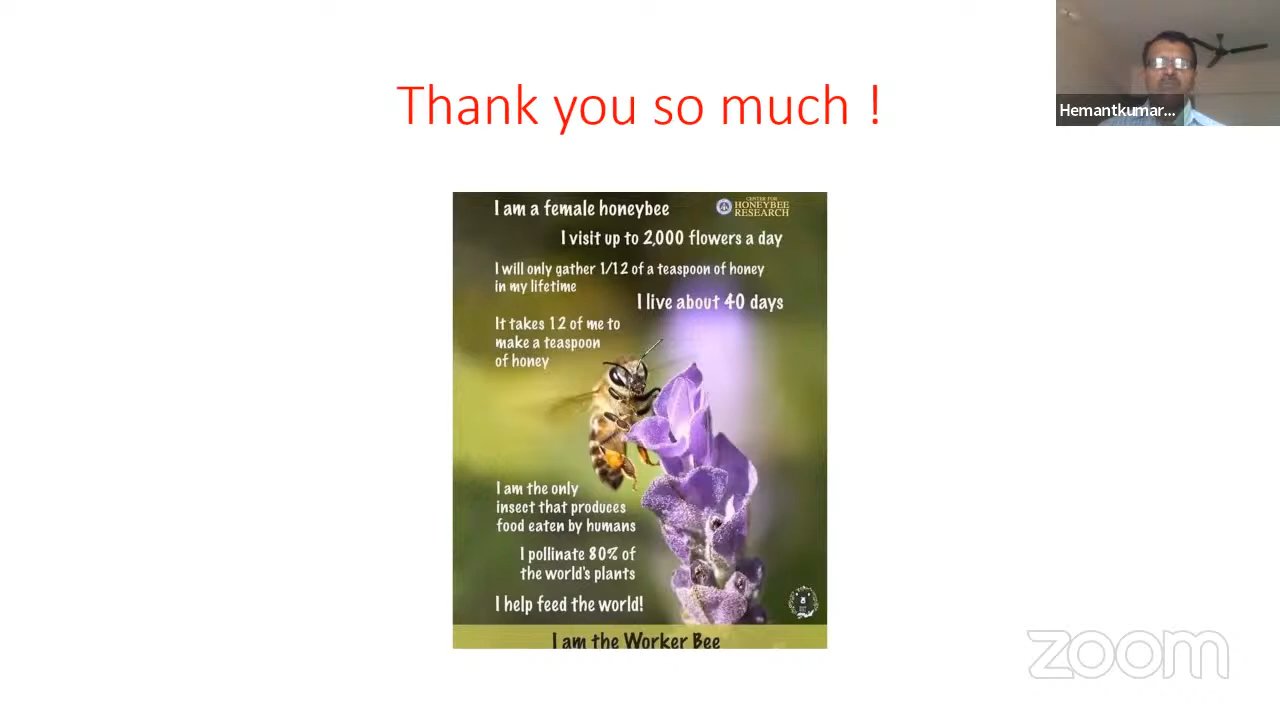 Thank you so much !
Hemantkumar...
I am a female honeybee
CENTER FOR
HONEYBEE
RESEARCH
I visit up to 2,000 flowers a day
I will only gather 1/12 of a teaspoon of honey
in my lifetime
I live about 40 days
It takes 12 of me to
make a teaspoon
of honey
I am the only
insect that produces
food eaten by humans
I pollinate 80% of
the world's plants
I help feed the world!
I am the Worker Bee
zoom